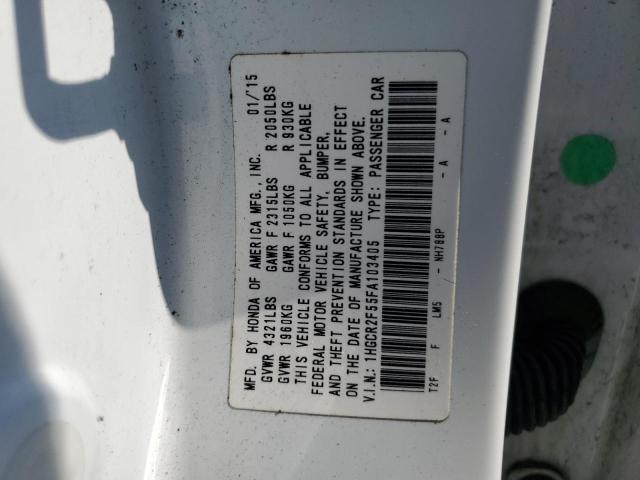 MFD. BY HONDA OF AMERICA MFG., INC. 01/'15
GVWR 4321LBS GAWR F 2315LBS R 2050LBS
GVWR 1960KG GAWR F 1050KG R 930KG
THIS VEHICLE CONFORMS TO ALL APPLICABLE
FEDERAL MOTOR VEHICLE SAFETY, BUMPER,
AND THEFT PREVENTION STANDARDS IN EFFECT
ON THE DATE OF MANUFACTURE SHOWN ABOVE.
V.I.N.: 1HGCR2F55FA103405 TYPE: PASSENGER CAR
T2F F LM5 - NH788P - A - A